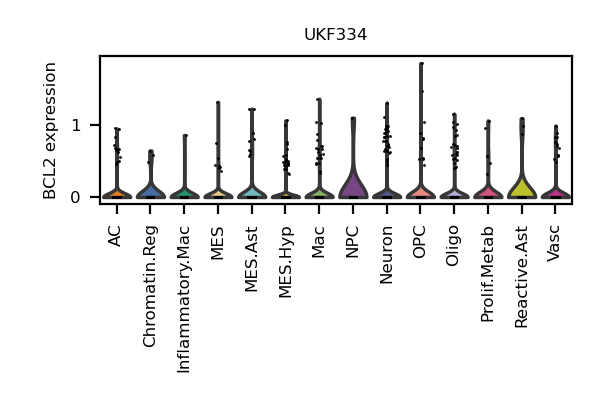 UKF334
BCL2 expression
1
0
AC
Chromatin.Reg
Inflammatory.Mac
MES
MES.Ast
MES.Hyp
Mac
NPC
Neuron
OPC
Oligo
Prolif.Metab
Reactive.Ast
Vasc